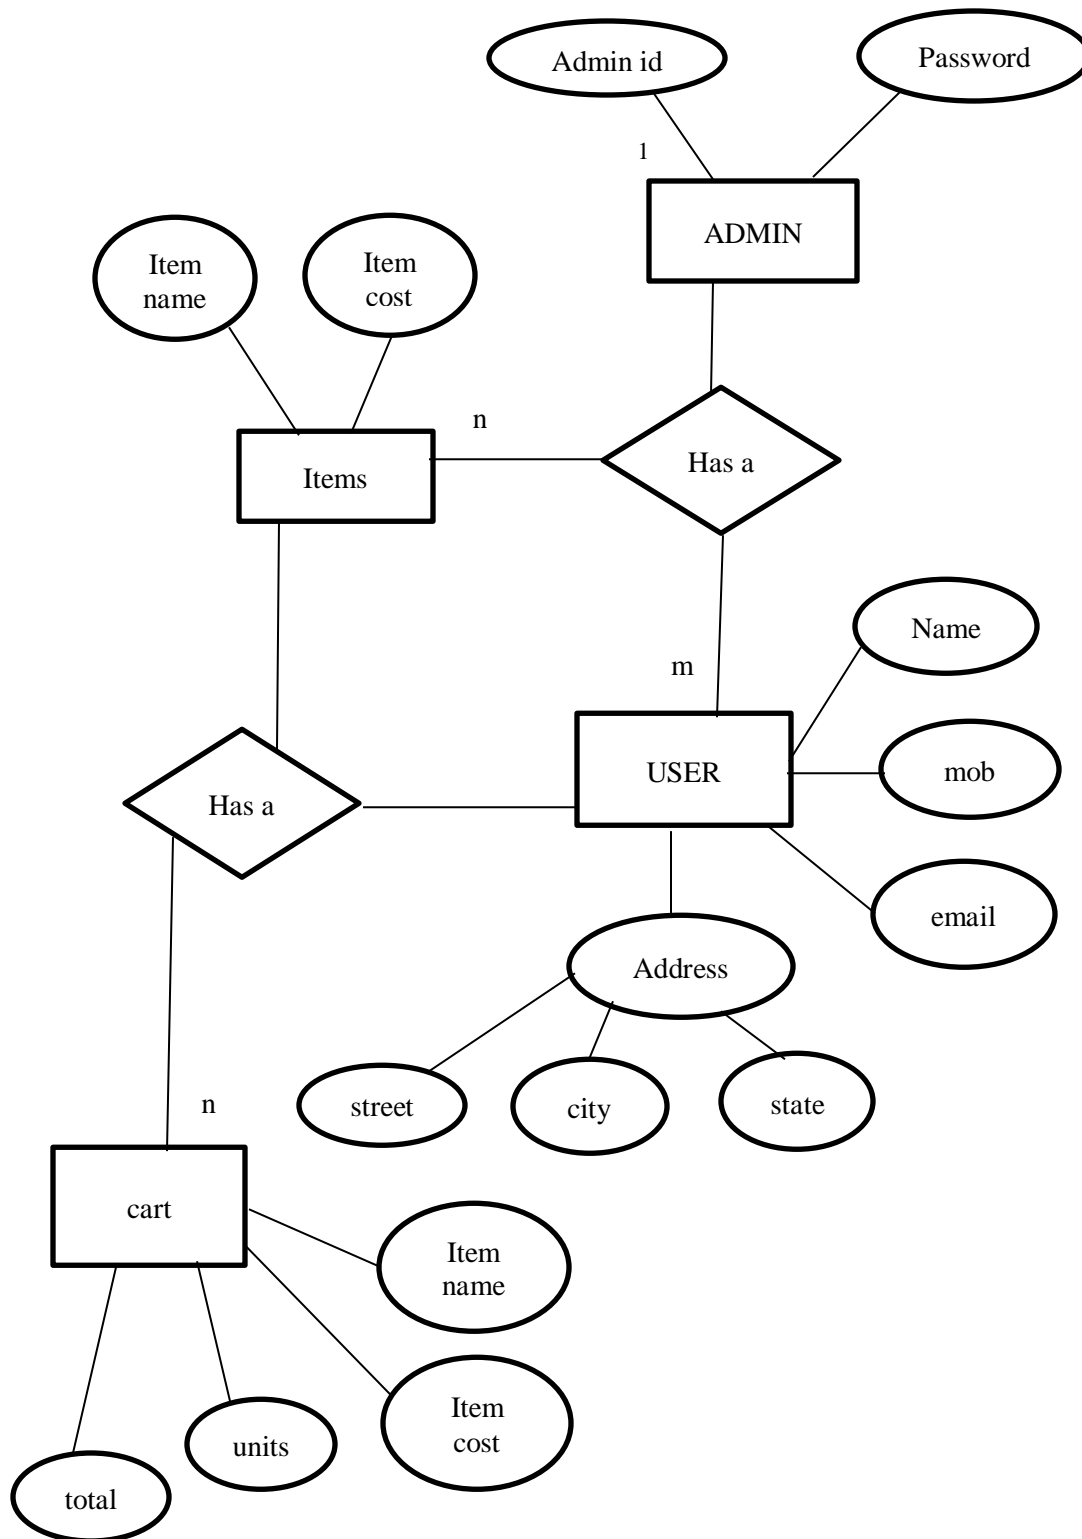 Admin id
Password
1
ADMIN
Item
name
Item
cost
n
Items
Has a
Name
m
USER
mob
Has a
email
Address
street
city
state
n
cart
Item
name
Item
cost
units
total